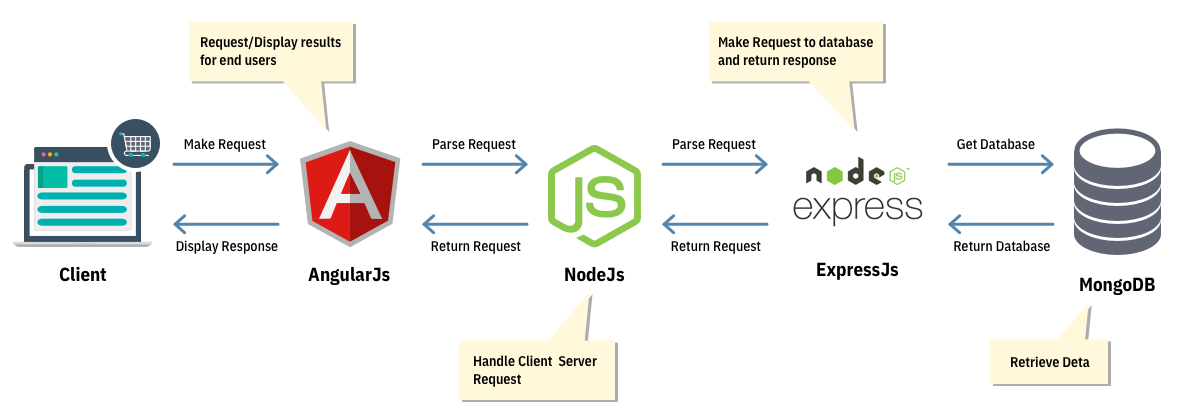 Request/Display results
for end users
Make Request to database
and return response
Make Request
Parse Request
Parse Request
Get Database
JS
node JS
express
Display Response
Return Request
Return Request
Return Database
Client
AngularJs
NodeJs
ExpressJs
MongoDB
Handle Client Server
Request
Retrieve Deta